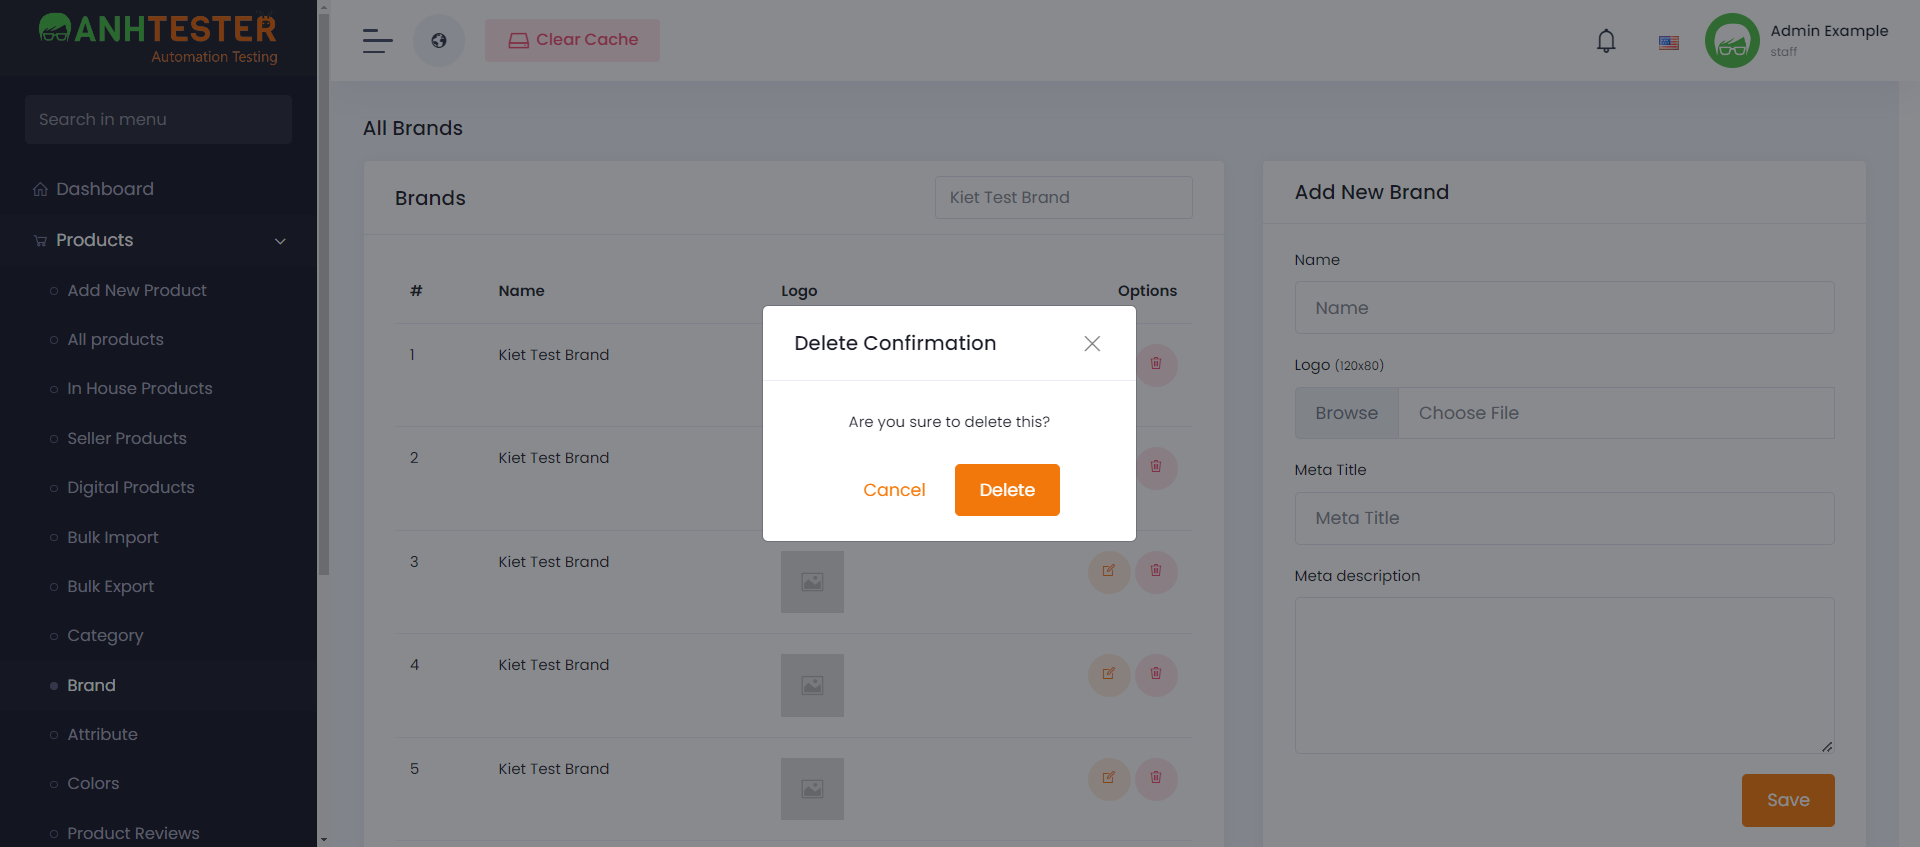 ANHTESTER
Automation Testing
Search in menu
Dashboard
Products
Add New Product
All products
In House Products
Seller Products
Digital Products
Bulk Import
Bulk Export
Category
Brand
Attribute
Colors
Product Reviews
Clear Cache
Admin Example
staff
All Brands
Brands
Kiet Test Brand
# Name Logo Options
1 Kiet Test Brand
2 Kiet Test Brand
3 Kiet Test Brand
4 Kiet Test Brand
5 Kiet Test Brand
Delete Confirmation
Are you sure to delete this?
Cancel Delete
Add New Brand
Name
Name
Logo (120x80)
Browse Choose File
Meta Title
Meta Title
Meta description
Save